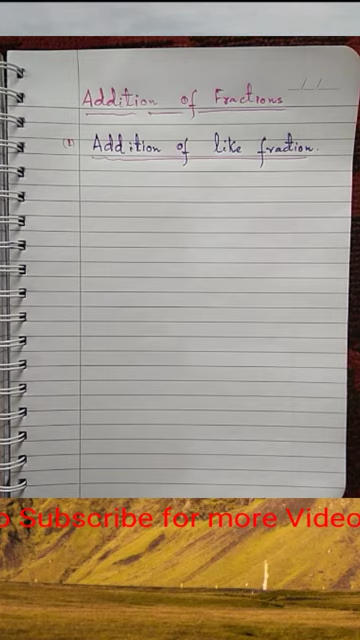 Addition of Fractions
(1) Addition of like fraction.
o Subscribe for more Video